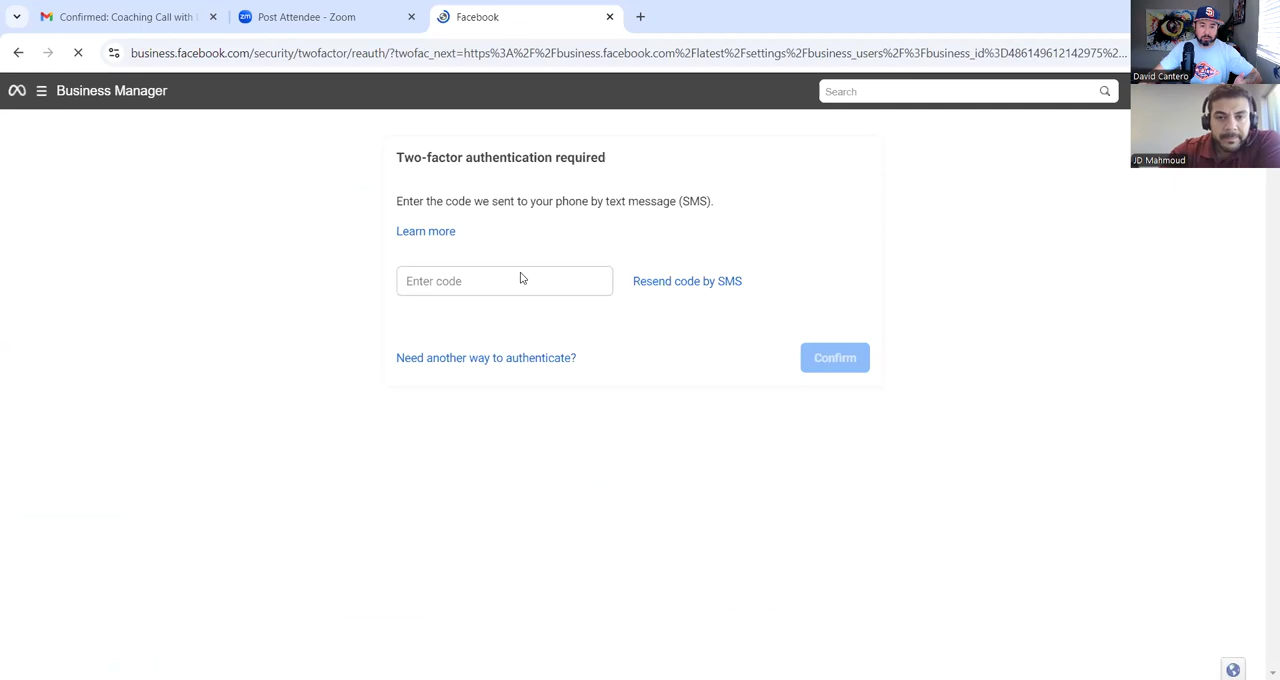 Confirmed: Coaching Call with
Post Attendee - Zoom
Facebook
business.facebook.com/security/twofactor/reauth/?twofac_next=https%3A%2F%2Fbusiness.facebook.com%2Flatest%2Fsettings%2Fbusiness_users%2F%3Fbusiness_id%3D486149612142975%2...
Business Manager
Search
David Cantero
JD Mahmoud
Two-factor authentication required
Enter the code we sent to your phone by text message (SMS).
Learn more
Enter code
Resend code by SMS
Need another way to authenticate?
Confirm